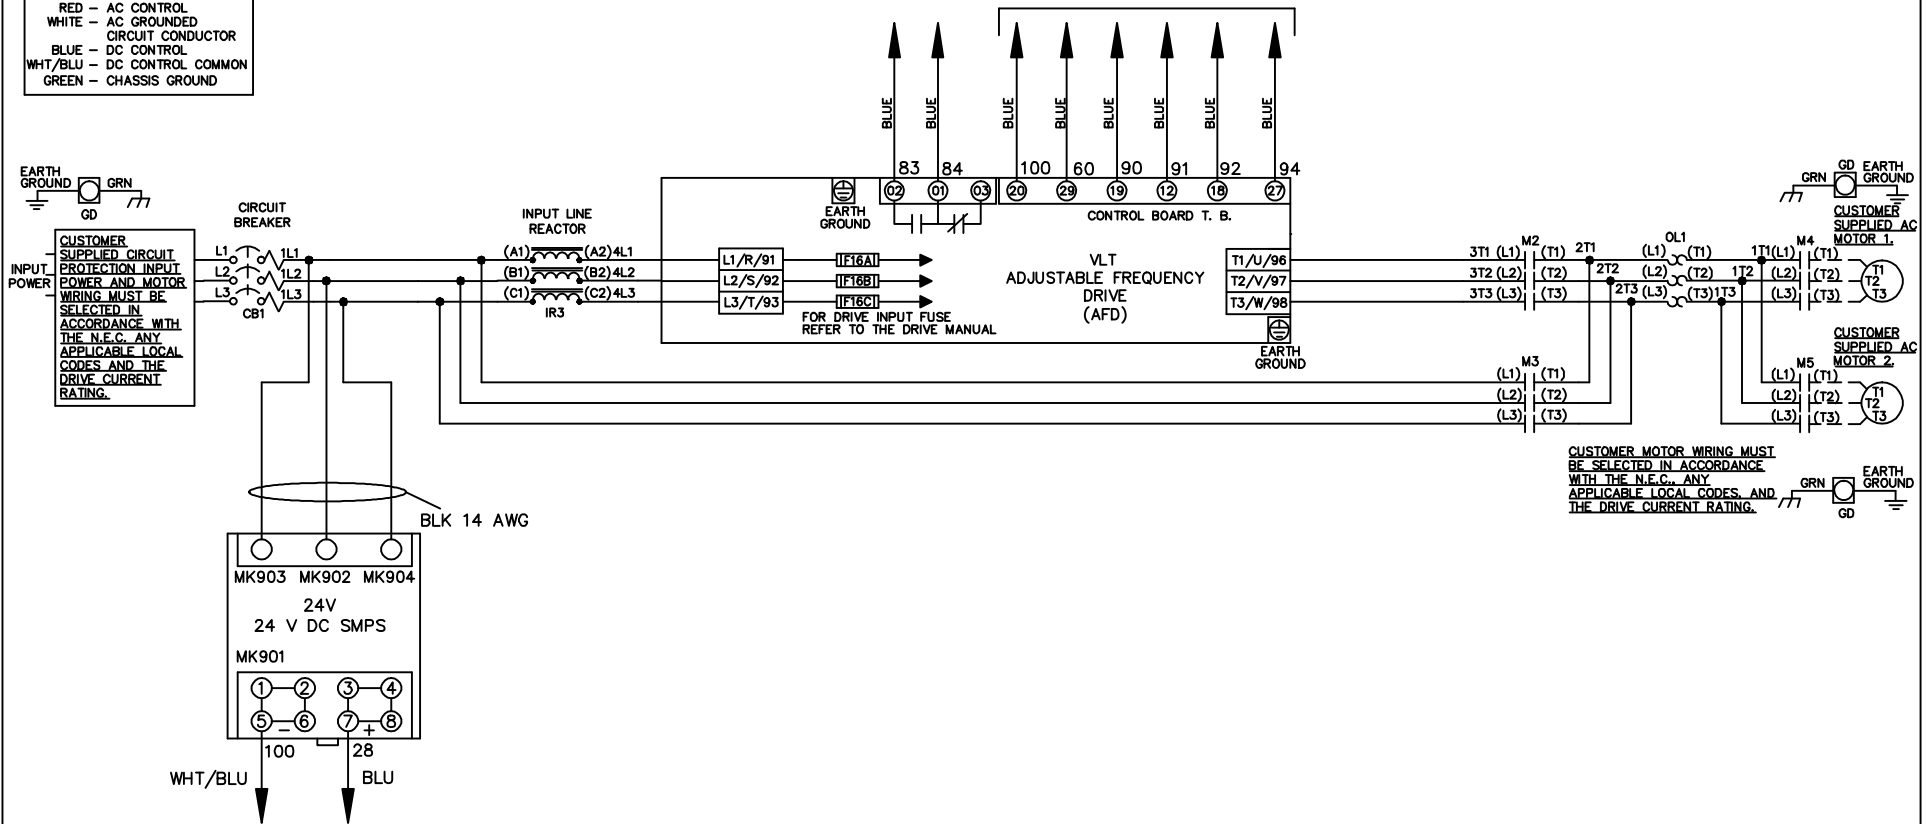 RED – AC CONTROL
WHITE – AC GROUNDED
CIRCUIT CONDUCTOR
BLUE – DC CONTROL
WHT/BLU – DC CONTROL COMMON
GREEN – CHASSIS GROUND
BLUE
BLUE
BLUE
BLUE
BLUE
BLUE
BLUE
BLUE
83
84
100
60
90
91
92
94
02
01
03
20
29
19
12
18
27
EARTH
GROUND
CONTROL BOARD T. B.
EARTH
GROUND
GRN
GD
CIRCUIT
BREAKER
INPUT LINE
REACTOR
INPUT
POWER
CUSTOMER
SUPPLIED CIRCUIT
PROTECTION INPUT
POWER AND MOTOR
WIRING MUST BE
SELECTED IN
ACCORDANCE WITH
THE N.E.C. ANY
APPLICABLE LOCAL
CODES AND THE
DRIVE CURRENT
RATING.
L1
1L1
L2
1L2
L3
1L3
CB1
(A1)
(A2)
4L1
(B1)
(B2)
4L2
(C1)
(C2)
4L3
IR3
L1/R/91
L2/S/92
L3/T/93
F16A
F16B
F16C
FOR DRIVE INPUT FUSE
REFER TO THE DRIVE MANUAL
VLT
ADJUSTABLE FREQUENCY
DRIVE
(AFD)
T1/U/96
T2/V/97
T3/W/98
EARTH
GROUND
M2
3T1 (L1) (T1) 2T1
3T2 (L2) (T2) 2T2
3T3 (L3) (T3) 2T3
OL1
(L1) (T1) 1T1
(L2) (T2) 1T2
(L3) (T3) 1T3
M4
(L1) (T1)
(L2) (T2)
(L3) (T3)
GRN
GD
EARTH
GROUND
CUSTOMER
SUPPLIED AC
MOTOR 1.
T1
T2
T3
M3
(L1) (T1)
(L2) (T2)
(L3) (T3)
M5
(L1) (T1)
(L2) (T2)
(L3) (T3)
CUSTOMER
SUPPLIED AC
MOTOR 2.
T1
T2
T3
CUSTOMER MOTOR WIRING MUST
BE SELECTED IN ACCORDANCE
WITH THE N.E.C., ANY
APPLICABLE LOCAL CODES, AND
THE DRIVE CURRENT RATING.
GRN
GD
EARTH
GROUND
BLK 14 AWG
MK903 MK902 MK904
24V
24 V DC SMPS
MK901
1 2 3 4
5 6 7 8
– +
100
28
WHT/BLU
BLU